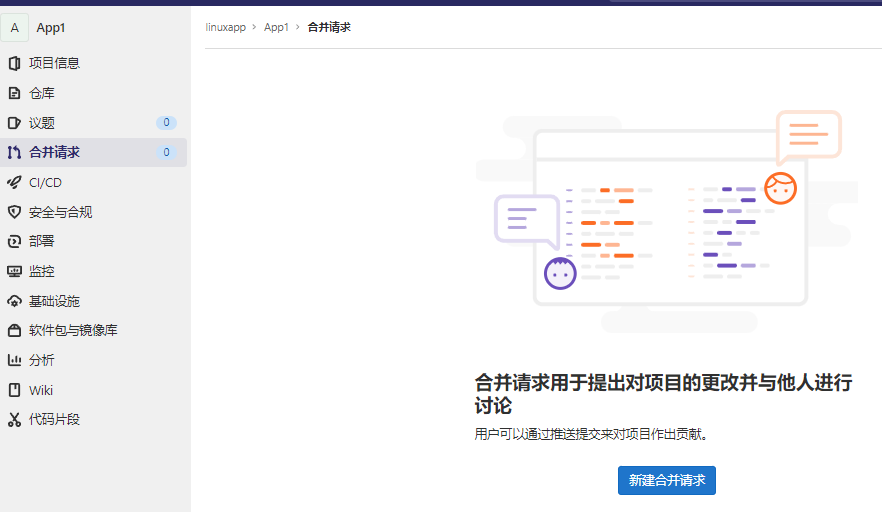 A App1
linuxapp > App1 > 合并请求
项目信息
仓库
议题 0
合并请求 0
CI/CD
安全与合规
部署
监控
基础设施
软件包与镜像库
分析
Wiki
代码片段
合并请求用于提出对项目的更改并与他人进行
讨论
用户可以通过推送提交来对项目作出贡献。
新建合并请求